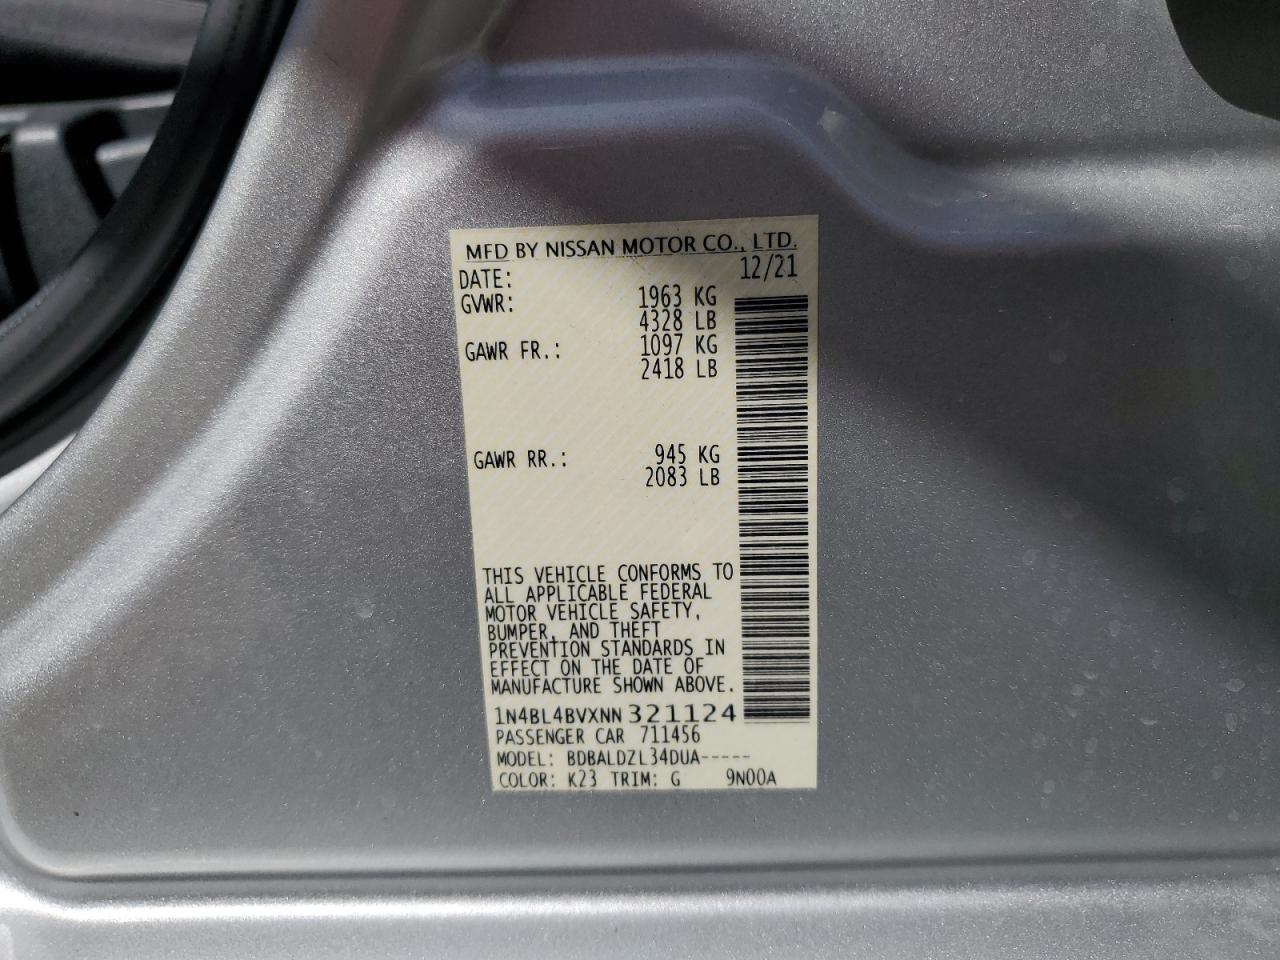 MFD BY NISSAN MOTOR CO., LTD.
DATE: 12/21
GVWR: 1963 KG
4328 LB
GAWR FR.: 1097 KG
2418 LB
GAWR RR.: 945 KG
2083 LB
THIS VEHICLE CONFORMS TO
ALL APPLICABLE FEDERAL
MOTOR VEHICLE SAFETY,
BUMPER, AND THEFT
PREVENTION STANDARDS IN
EFFECT ON THE DATE OF
MANUFACTURE SHOWN ABOVE.
1N4BL4BVXNN321124
PASSENGER CAR 711456
MODEL: BDBALDZL34DUA-----
COLOR: K23 TRIM: G 9N00A